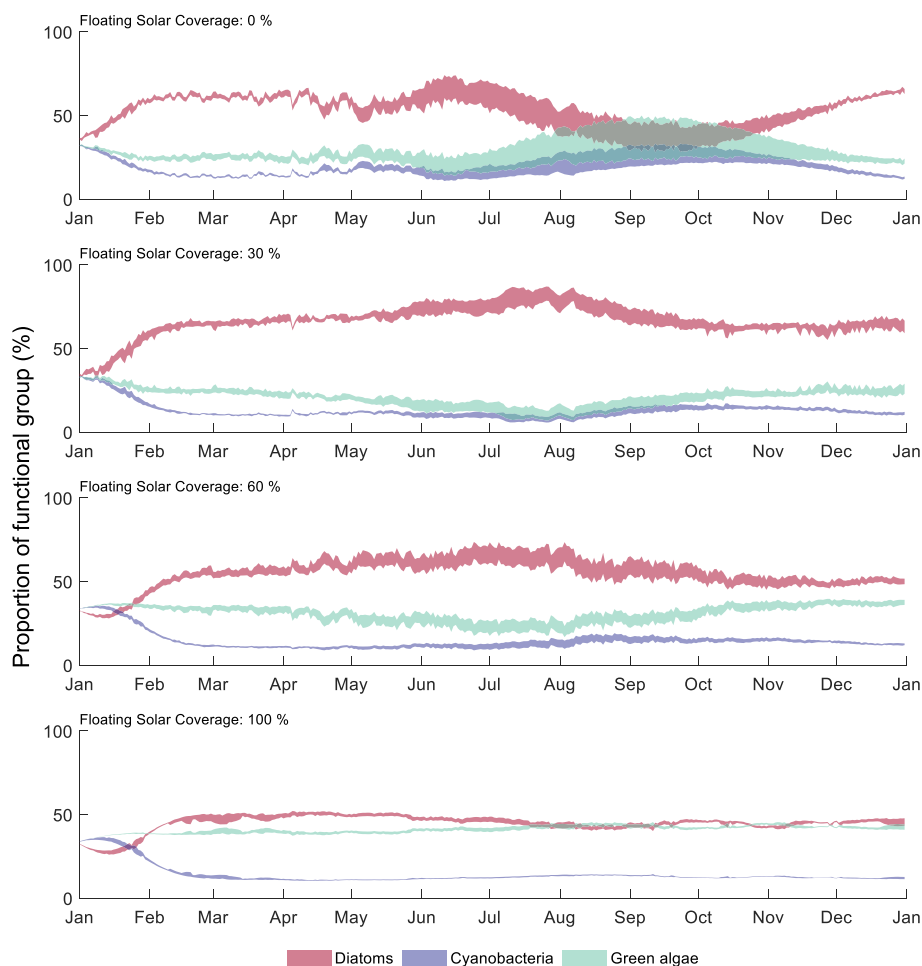 Floating Solar Coverage: 0 %
100
50
0
Jan Feb Mar Apr May Jun Jul Aug Sep Oct Nov Dec Jan
Floating Solar Coverage: 30 %
100
50
0
Jan Feb Mar Apr May Jun Jul Aug Sep Oct Nov Dec Jan
Proportion of functional group (%)
Floating Solar Coverage: 60 %
100
50
0
Jan Feb Mar Apr May Jun Jul Aug Sep Oct Nov Dec Jan
Floating Solar Coverage: 100 %
100
50
0
Jan Feb Mar Apr May Jun Jul Aug Sep Oct Nov Dec Jan
Diatoms Cyanobacteria Green algae